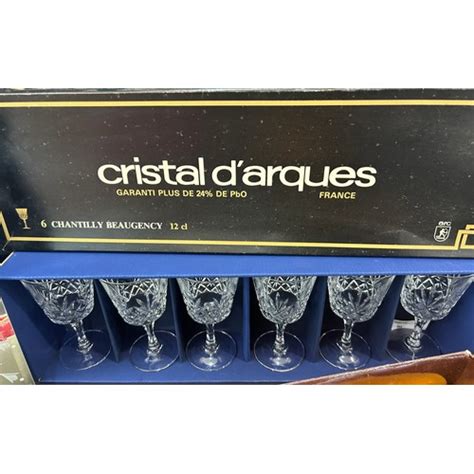 cristal d'arques
GARANTI PLUS DE 24% DE PbO FRANCE
6 CHANTILLY BEAUGENCY 12 cl